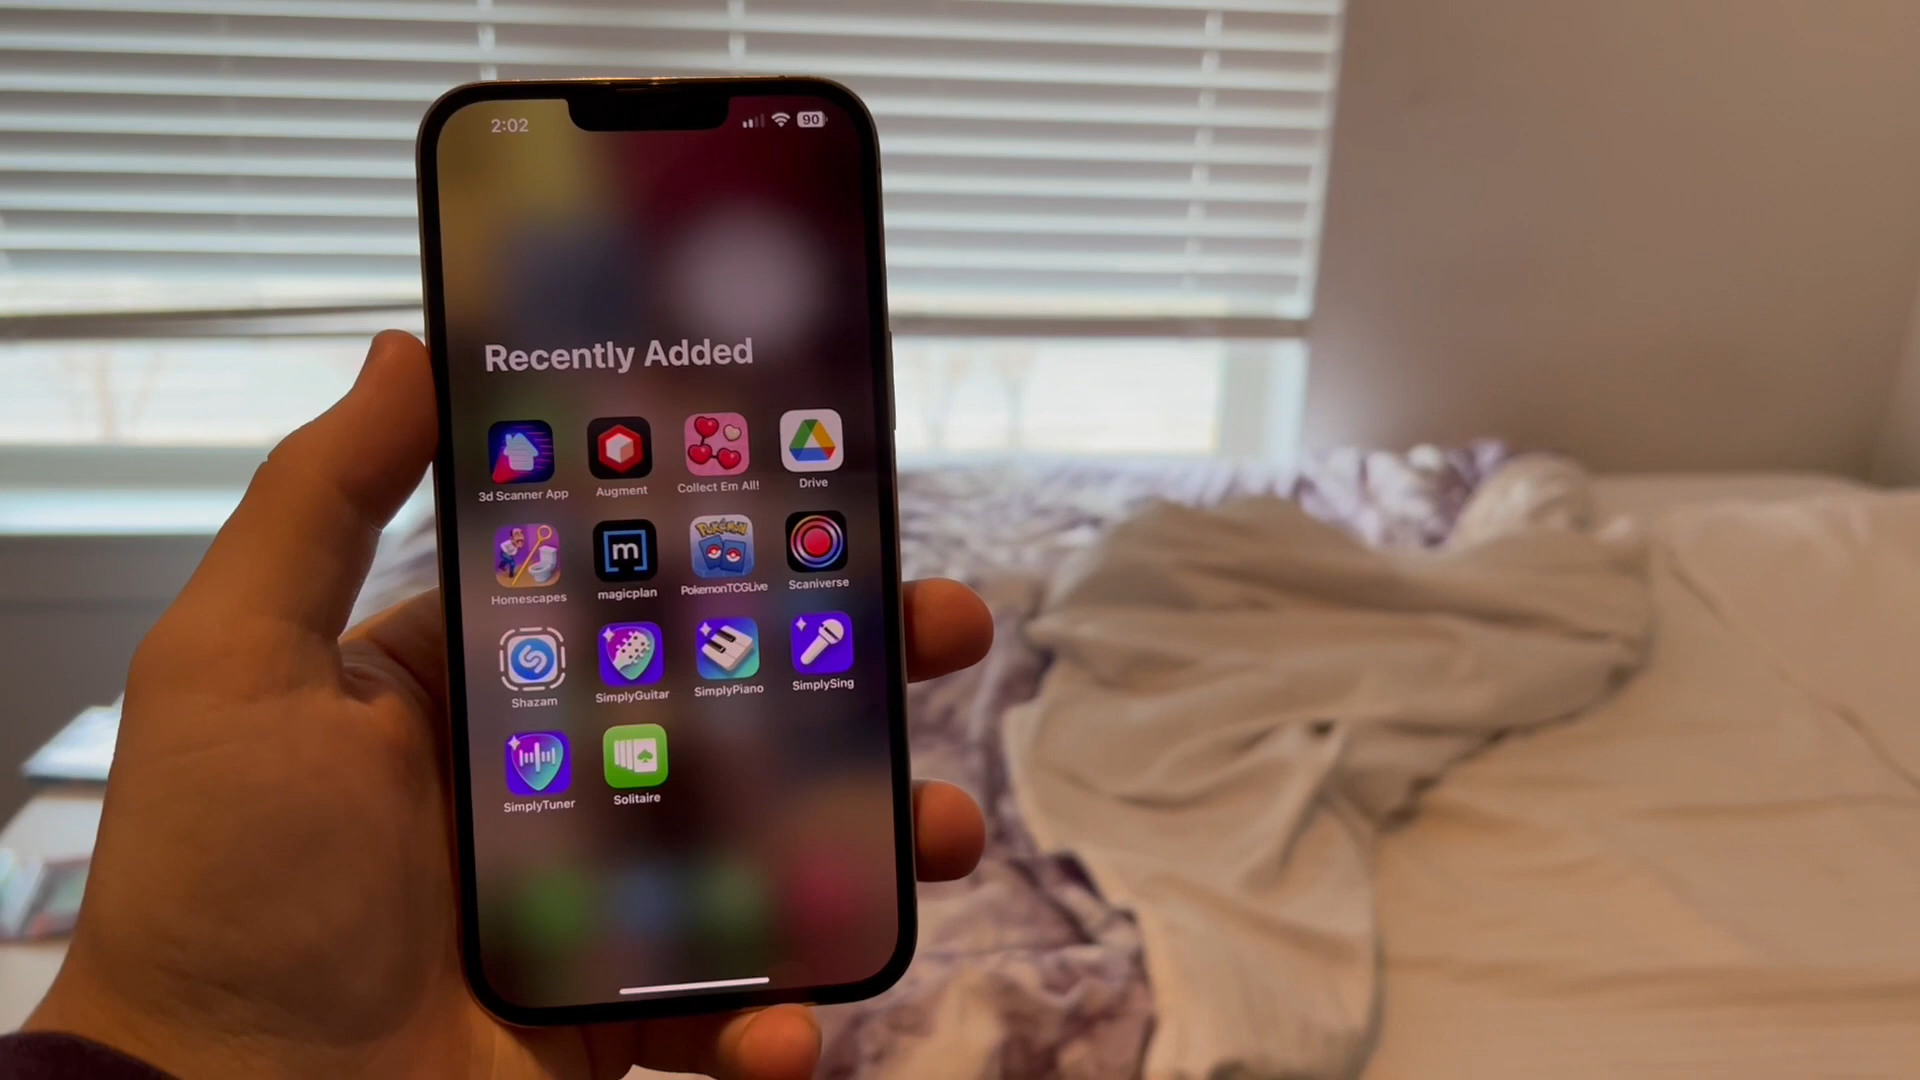 2:02
90
Recently Added
3d Scanner App
Augment
Collect Em All!
Drive
Homescapes
m
magicplan
Pokémon
PokemonTCGLive
Scaniverse
Shazam
SimplyGuitar
SimplyPiano
SimplySing
SimplyTuner
Solitaire